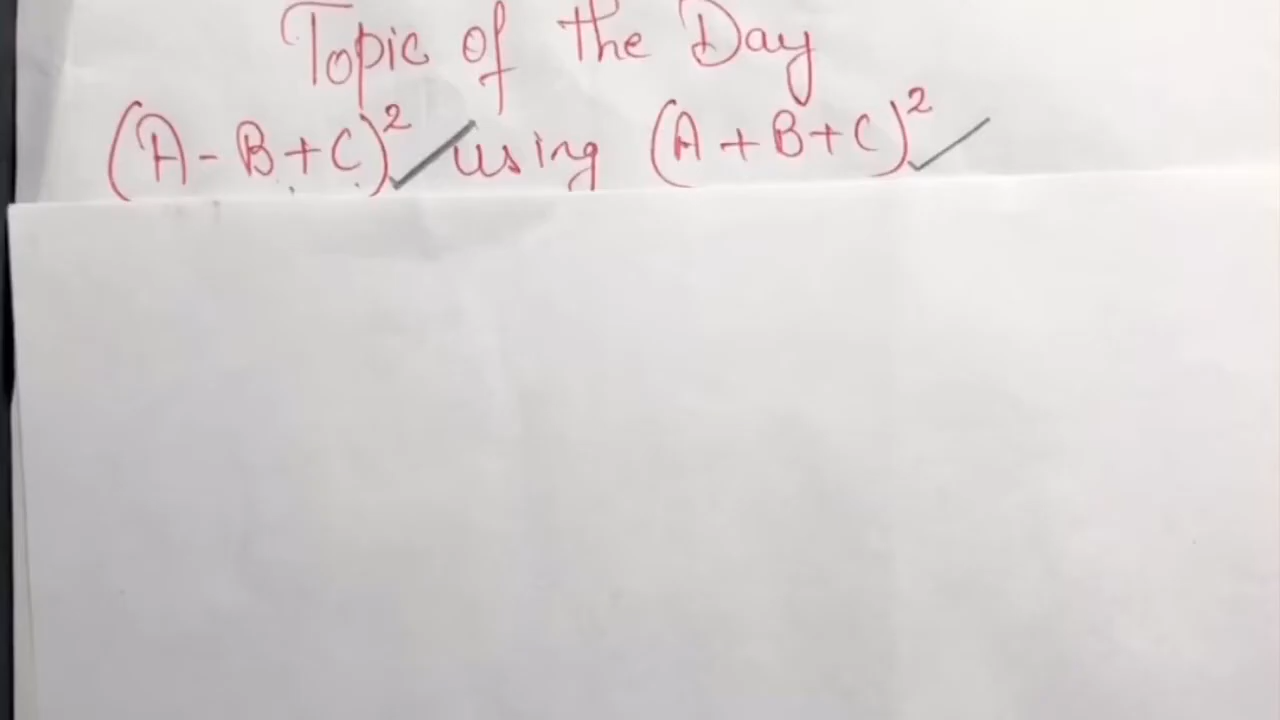 Topic of the Day
(A - B + C)² using (A + B + C)²